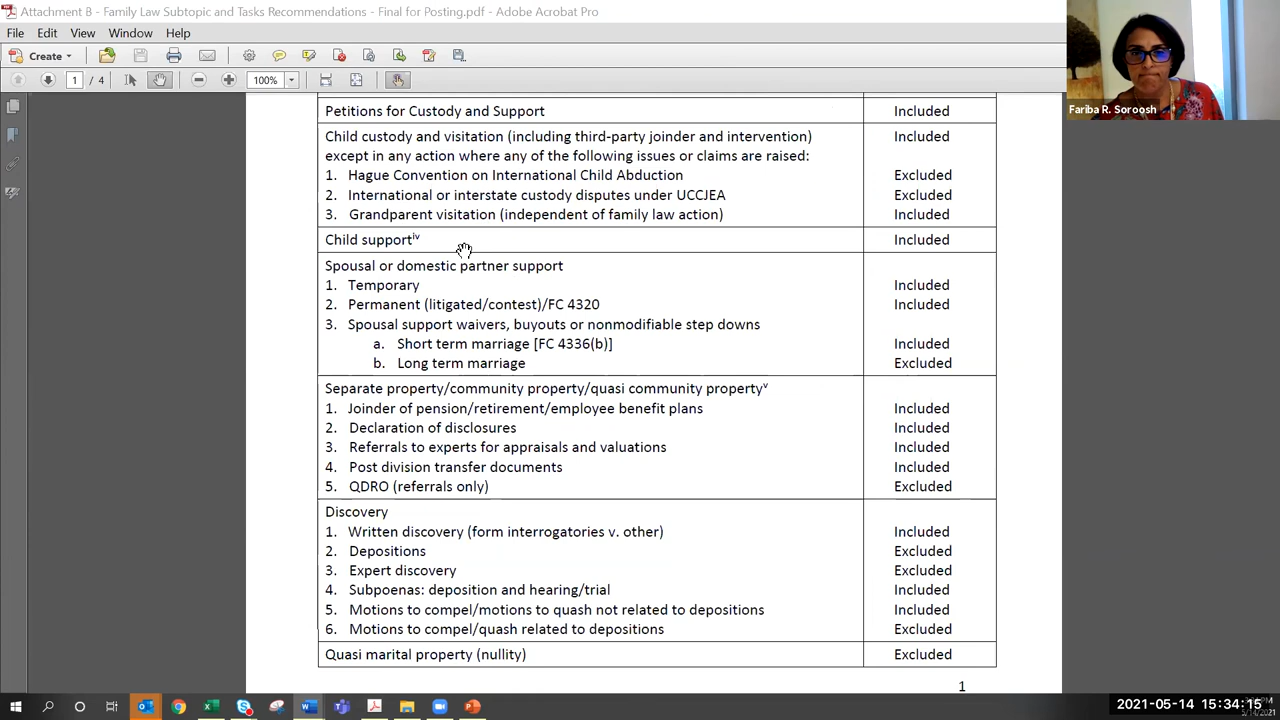 Attachment B - Family Law Subtopic and Tasks Recommendations - Final for Posting.pdf - Adobe Acrobat Pro
File Edit View Window Help
Create
1 / 4 100%
Fariba R. Soroosh
Petitions for Custody and Support Included
Child custody and visitation (including third-party joinder and intervention) Included
except in any action where any of the following issues or claims are raised:
1. Hague Convention on International Child Abduction Excluded
2. International or interstate custody disputes under UCCJEA Excluded
3. Grandparent visitation (independent of family law action) Included
Child supportⁱᵛ Included
Spousal or domestic partner support
1. Temporary Included
2. Permanent (litigated/contest)/FC 4320 Included
3. Spousal support waivers, buyouts or nonmodifiable step downs
a. Short term marriage [FC 4336(b)] Included
b. Long term marriage Excluded
Separate property/community property/quasi community propertyᵛ
1. Joinder of pension/retirement/employee benefit plans Included
2. Declaration of disclosures Included
3. Referrals to experts for appraisals and valuations Included
4. Post division transfer documents Included
5. QDRO (referrals only) Excluded
Discovery
1. Written discovery (form interrogatories v. other) Included
2. Depositions Excluded
3. Expert discovery Excluded
4. Subpoenas: deposition and hearing/trial Included
5. Motions to compel/motions to quash not related to depositions Included
6. Motions to compel/quash related to depositions Excluded
Quasi marital property (nullity) Excluded
1
2021-05-14 15:34:15